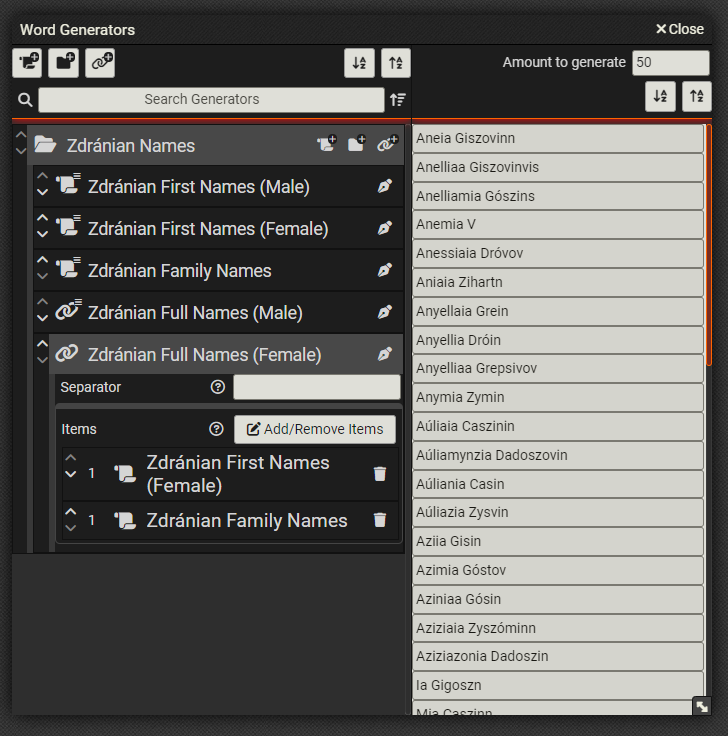 Word Generators
Close
Amount to generate 50
Search Generators
Zdránian Names
Zdránian First Names (Male)
Zdránian First Names (Female)
Zdránian Family Names
Zdránian Full Names (Male)
Zdránian Full Names (Female)
Separator
Items
Add/Remove Items
1 Zdránian First Names
(Female)
1 Zdránian Family Names
Aneia Giszovinn
Anelliaa Giszovinvis
Anelliamia Gószins
Anemia V
Anessiaia Dróvov
Aniaia Zihartn
Anyellaia Grein
Anyellia Dróin
Anyelliaa Grepsivov
Anymia Zymin
Aúliaia Caszinin
Aúliamynzia Dadoszovin
Aúliania Casin
Aúliazia Zysvin
Aziia Gisin
Azimia Góstov
Aziniaa Gósin
Aziziaia Zyszóminn
Aziziazonia Dadoszin
Ia Gigoszn
Mia Caszinn